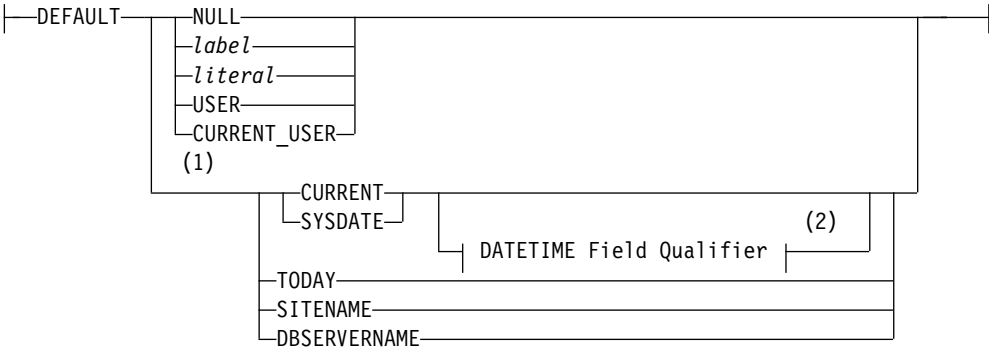 DEFAULT NULL
label
literal
USER
CURRENT_USER
(1)
CURRENT
SYSDATE
(2)
DATETIME Field Qualifier
TODAY
SITENAME
DBSERVERNAME